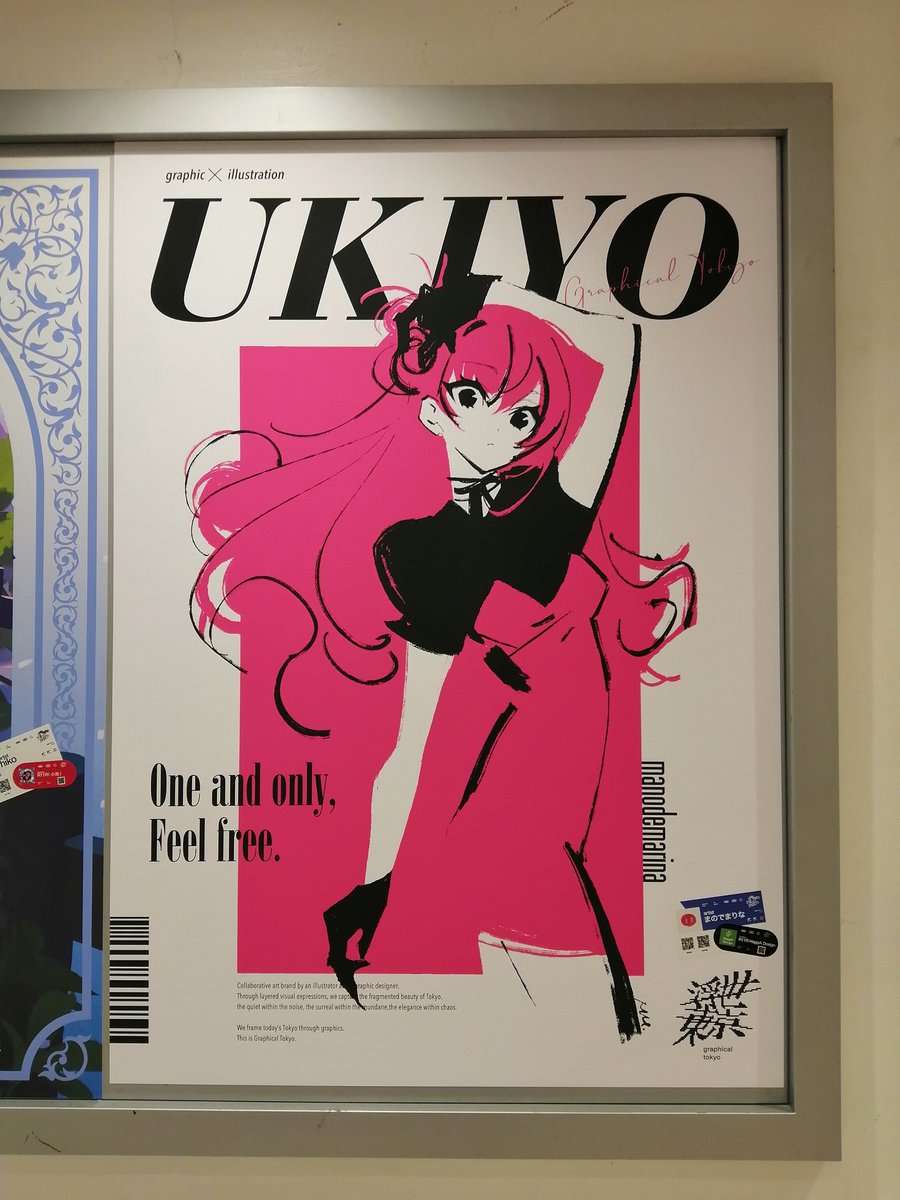 graphic × illustration
UKIYO
Graphical Tokyo
One and only,
Feel free.
manodemarina
Collaborative art brand by an illustrator a graphic designer.
Through layered visual expressions, we captu the fragmented beauty of Tokyo.
the quiet within the noise, the surreal within the mundane,the elegance within chaos.
We frame today's Tokyo through graphics.
This is Graphical Tokyo.
artist
まのでまりな
浮世
東京
graphical
tokyo
hiko